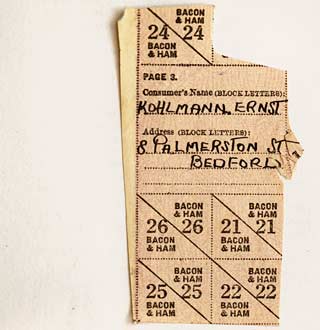 BACON
& HAM
24 24
BACON
& HAM
PAGE 3.
Consumer's Name (BLOCK LETTERS):
KOHLMANN, ERNST
Address (BLOCK LETTERS):
8 PALMERSTON ST
BEDFORD
BACON & HAM BACON & HAM
26 26 21 21
BACON & HAM BACON & HAM
BACON & HAM BACON & HAM
25 25 22 22
BACON & HAM BACON & HAM